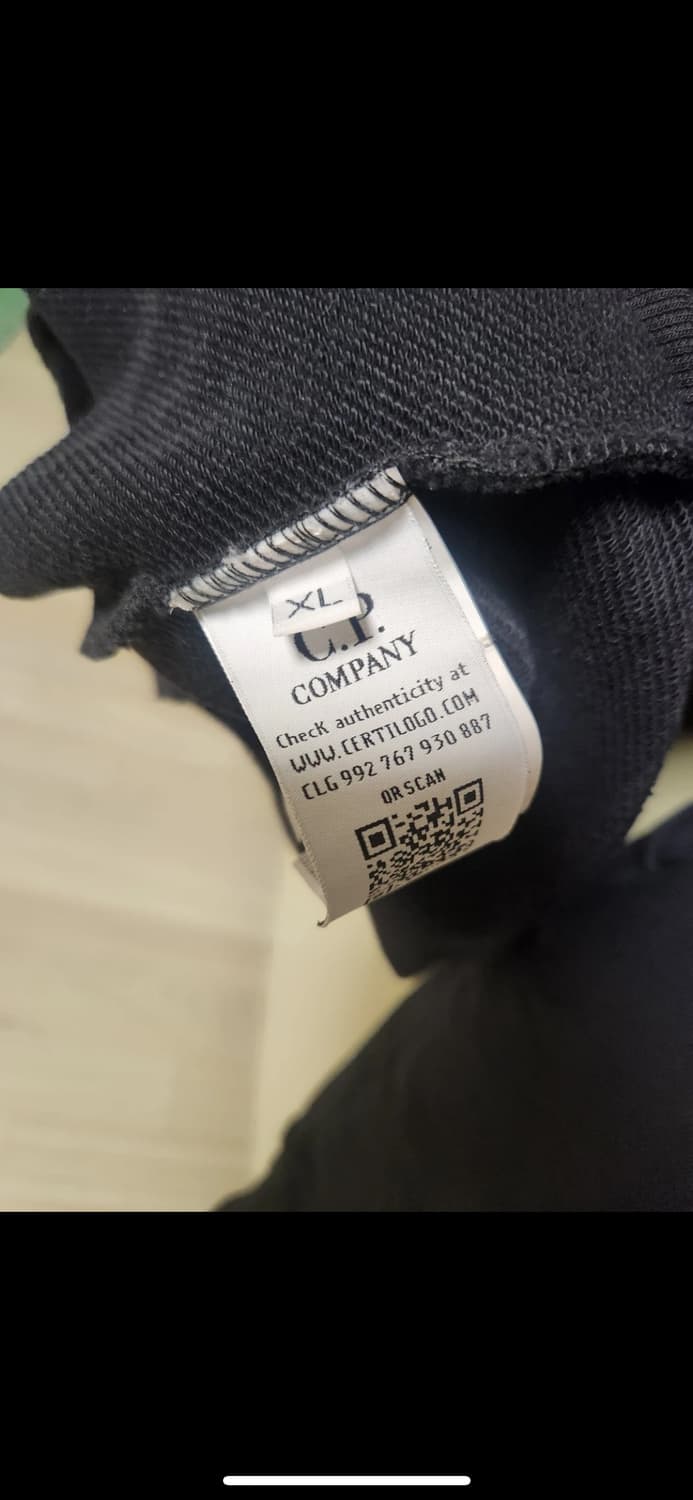 XL
C.P.
COMPANY
Check authenticity at
WWW.CERTILOGO.COM
CLG 992 767 930 887
OR SCAN